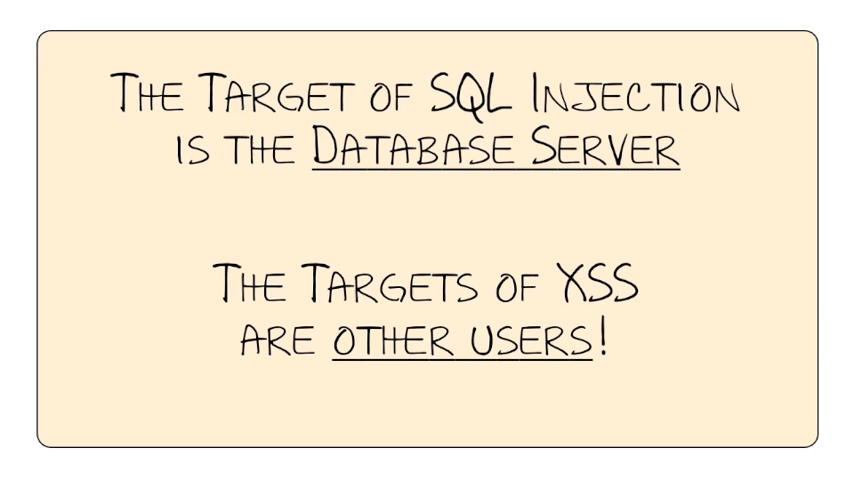 The Target of SQL Injection
is the Database Server
The Targets of XSS
are other users!